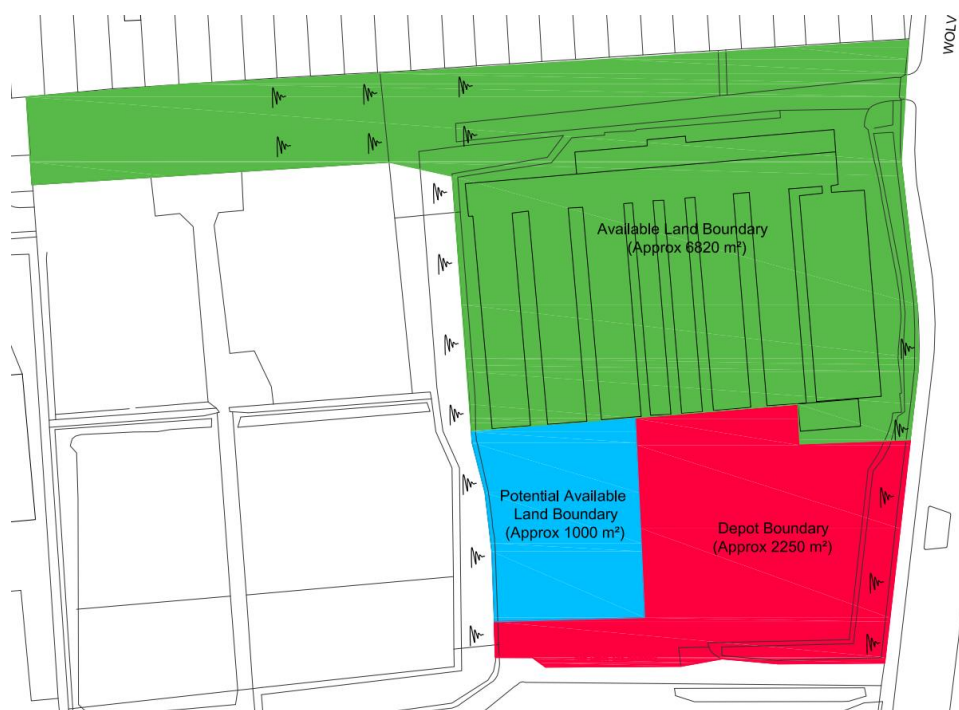 WOLV
Available Land Boundary
(Approx 6820 m²)
Potential Available
Land Boundary
(Approx 1000 m²)
Depot Boundary
(Approx 2250 m²)